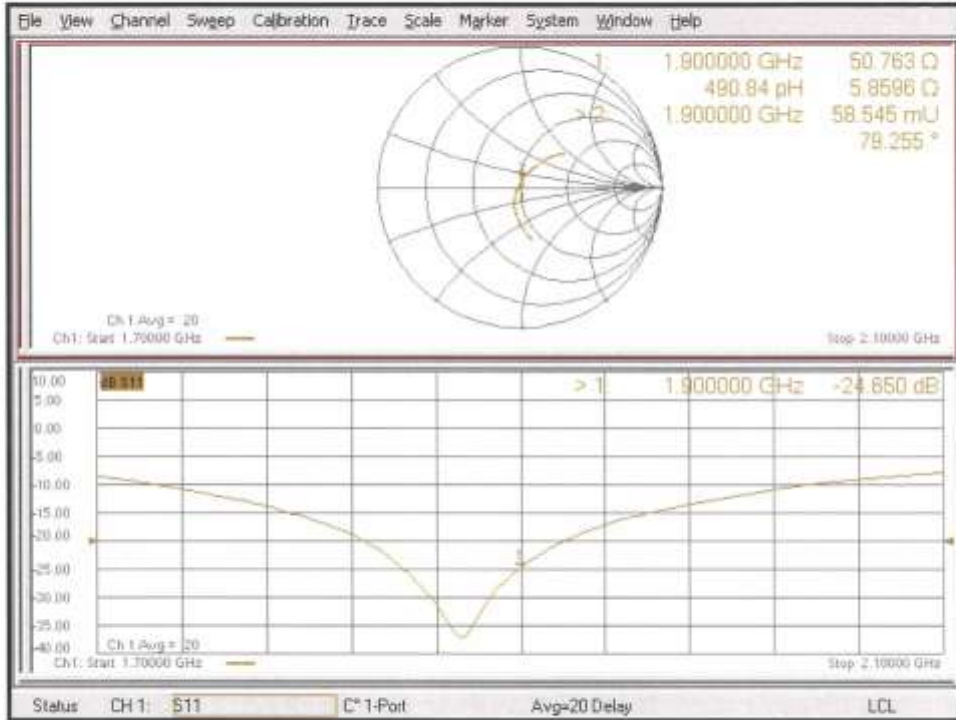 File View Channel Sweep Calibration Trace Scale Marker System Window Help
1: 1.900000 GHz 50.763 Ω
490.84 pH 5.8596 Ω
> 2: 1.900000 GHz 58.545 mU
79.255 °
Ch 1 Avg = 20
Ch1: Start 1.70000 GHz Stop 2.10000 GHz
10.00 dB S11 > 1: 1.900000 GHz -24.650 dB
5.00
0.00
-5.00
-10.00
-15.00
-20.00
-25.00
-30.00
-35.00
-40.00 Ch 1 Avg = 20
Ch1: Start 1.70000 GHz Stop 2.10000 GHz
Status CH 1: S11 C* 1-Port Avg=20 Delay LCL